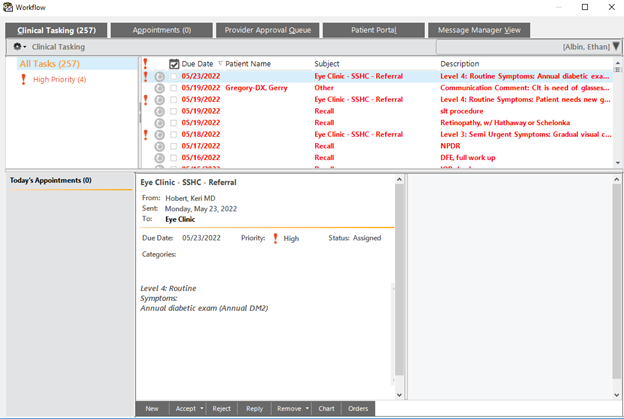 Workflow
Clinical Tasking (257) Appointments (0) Provider Approval Queue Patient Portal Message Manager View
Clinical Tasking [Albin, Ethan]
All Tasks (257)
High Priority (4)
Due Date Patient Name Subject Description
05/23/2022 Eye Clinic - SSHC - Referral Level 4: Routine Symptoms: Annual diabetic exa...
05/19/2022 Gregory-DX, Gerry Other Communication Comment: Clt is need of glasses...
05/19/2022 Eye Clinic - SSHC - Referral Level 4: Routine Symptoms: Patient needs new g...
05/19/2022 Recall slt procedure
05/19/2022 Recall Retinopathy, w/ Hathaway or Schelonka
05/18/2022 Eye Clinic - SSHC - Referral Level 3: Semi Urgent Symptoms: Gradual visual c...
05/17/2022 Recall NPDR
05/16/2022 Recall DFE, full work up
Today's Appointments (0)
Eye Clinic - SSHC - Referral
From: Hobert, Keri MD
Sent: Monday, May 23, 2022
To: Eye Clinic
Due Date: 05/23/2022 Priority: High Status: Assigned
Categories:
Level 4: Routine
Symptoms:
Annual diabetic exam (Annual DM2)
New Accept Reject Reply Remove Chart Orders